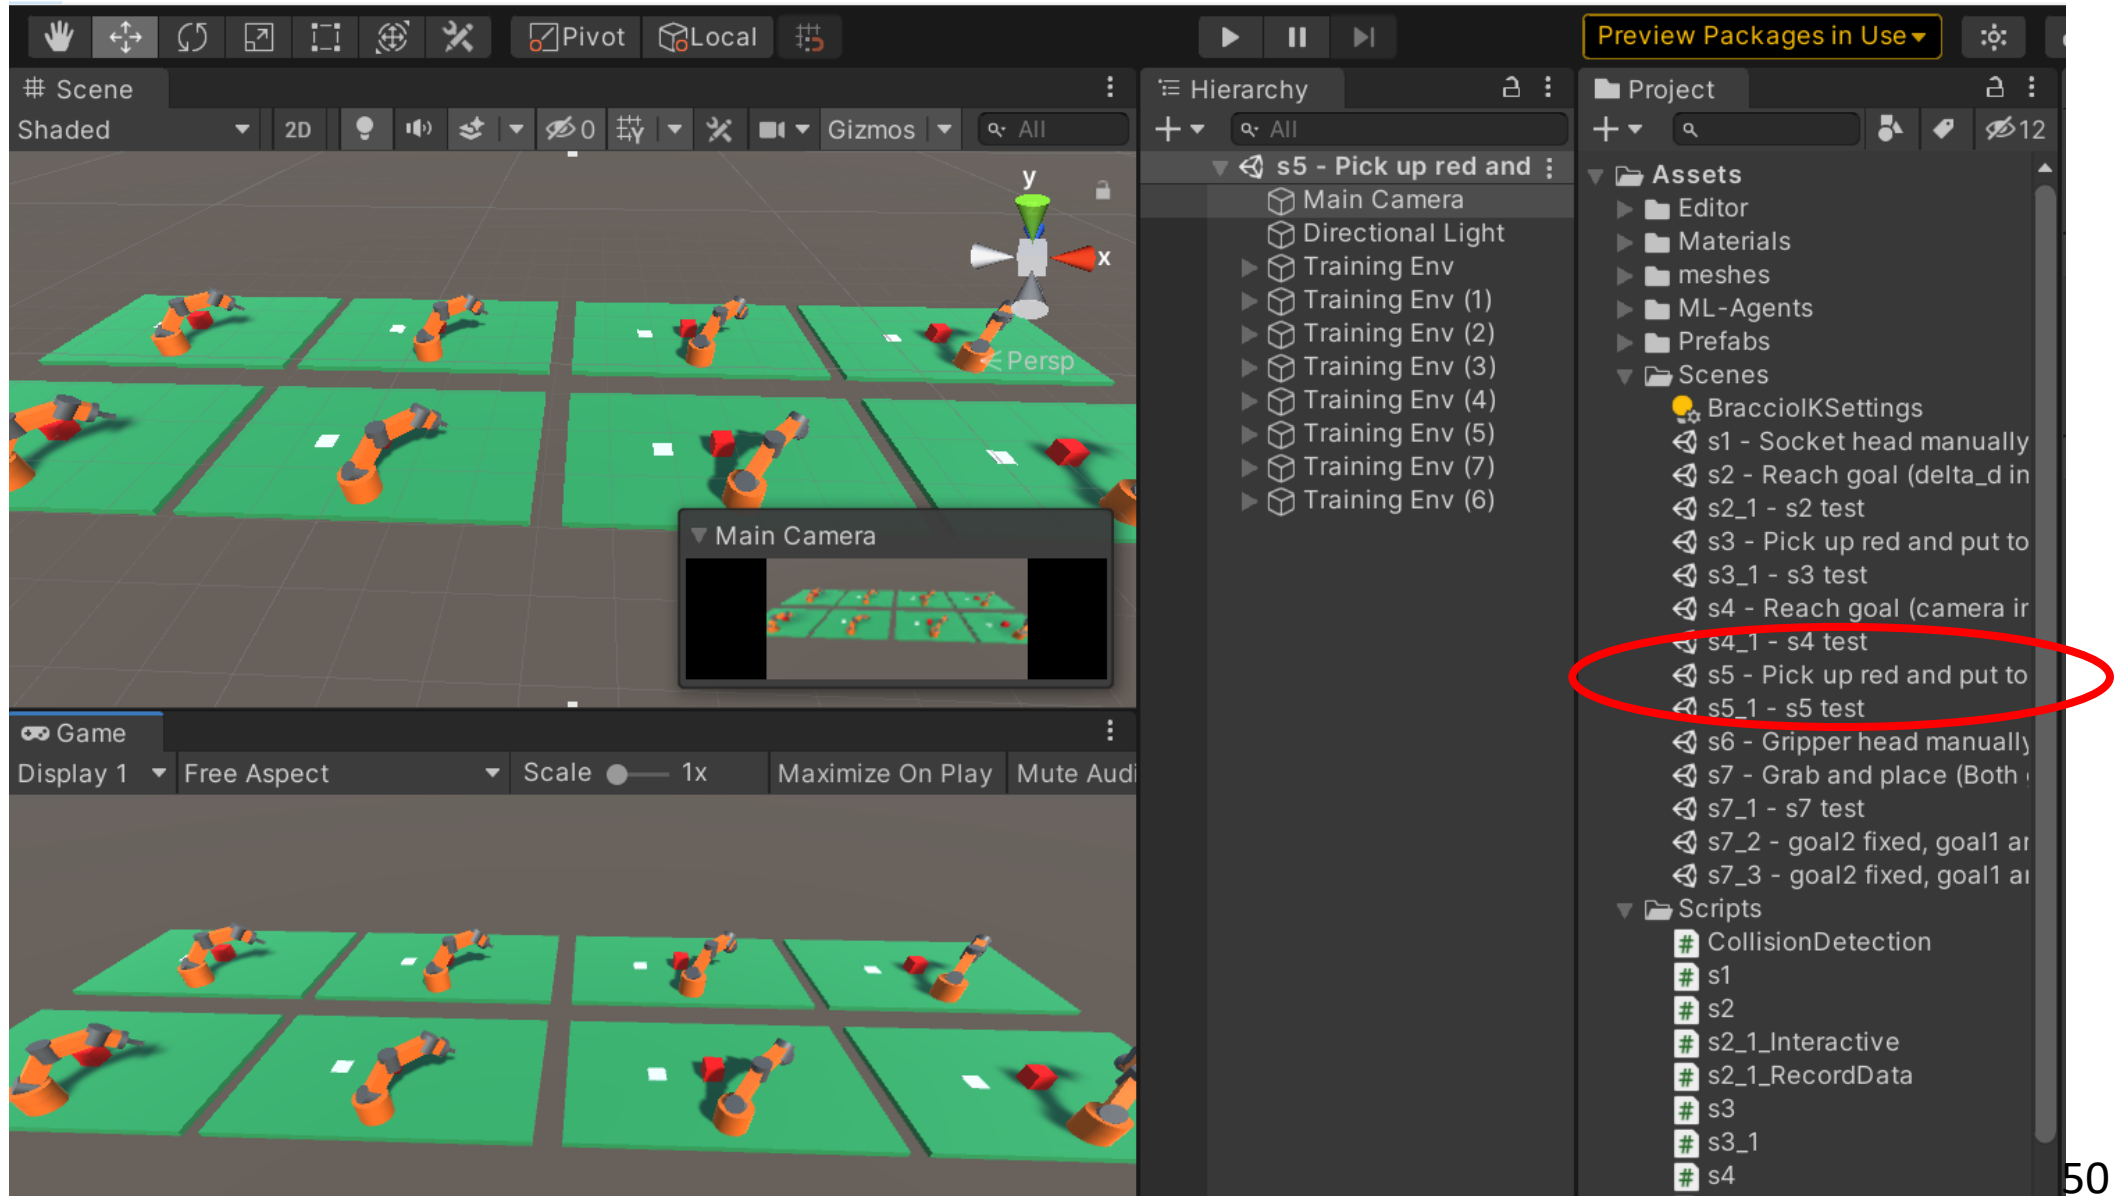 Pivot Local Preview Packages in Use
Scene
Shaded 2D 0 Gizmos All
y
x
Persp
Main Camera
Game
Display 1 Free Aspect Scale 1x Maximize On Play Mute Audi
Hierarchy
All
s5 - Pick up red and
Main Camera
Directional Light
Training Env
Training Env (1)
Training Env (2)
Training Env (3)
Training Env (4)
Training Env (5)
Training Env (7)
Training Env (6)
Project
12
Assets
Editor
Materials
meshes
ML-Agents
Prefabs
Scenes
BraccioIKSettings
s1 - Socket head manually
s2 - Reach goal (delta_d in
s2_1 - s2 test
s3 - Pick up red and put to
s3_1 - s3 test
s4 - Reach goal (camera ir
s4_1 - s4 test
s5 - Pick up red and put to
s5_1 - s5 test
s6 - Gripper head manually
s7 - Grab and place (Both
s7_1 - s7 test
s7_2 - goal2 fixed, goal1 ar
s7_3 - goal2 fixed, goal1 ar
Scripts
CollisionDetection
s1
s2
s2_1_Interactive
s2_1_RecordData
s3
s3_1
s4
50